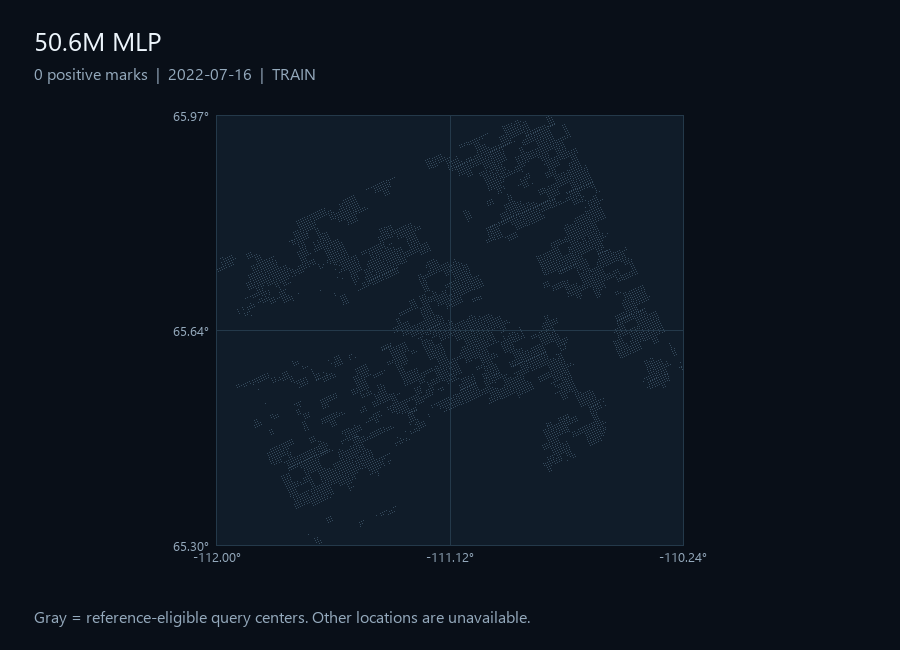 50.6M MLP
0 positive marks | 2022-07-16 | TRAIN
65.97°
65.64°
65.30°
-112.00° -111.12° -110.24°
Gray = reference-eligible query centers. Other locations are unavailable.